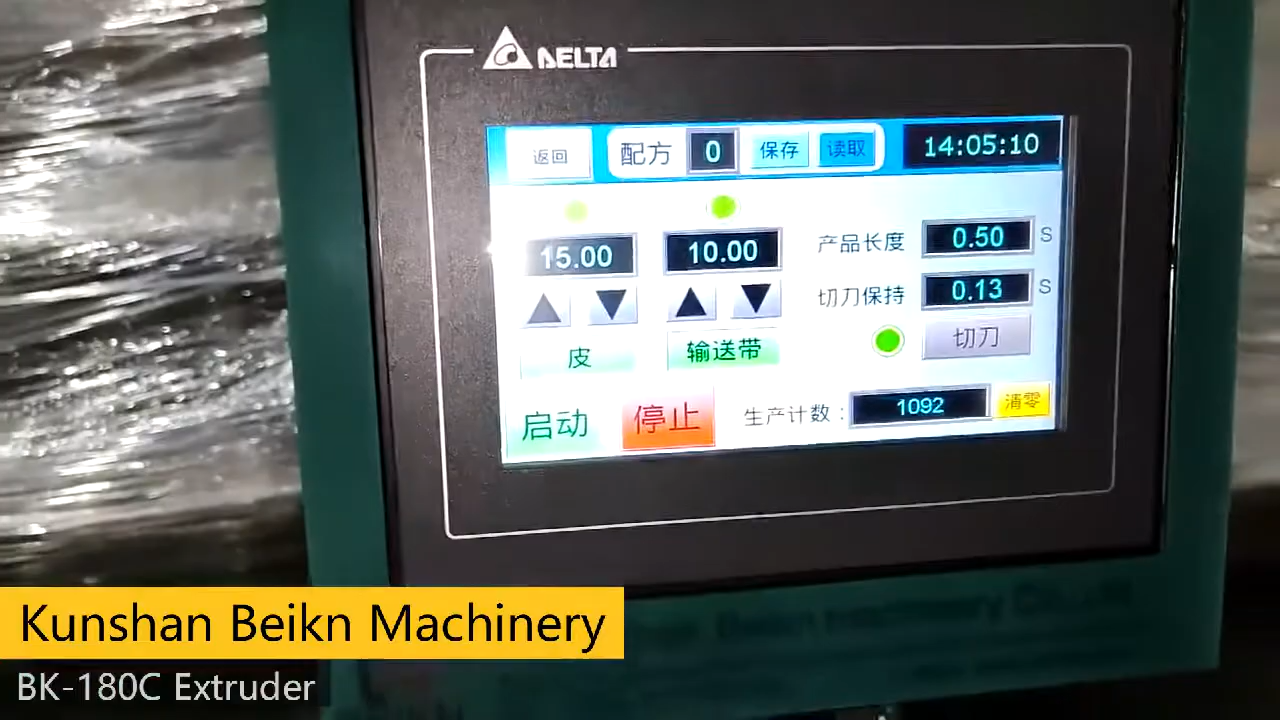 DELTA
返回 配方 0 保存 读取 14:05:10
15.00 10.00 产品长度 0.50 S
切刀保持 0.13 S
皮 输送带 切刀
启动 停止 生产计数: 1092 清零
Kunshan Beikn Machinery
BK-180C Extruder